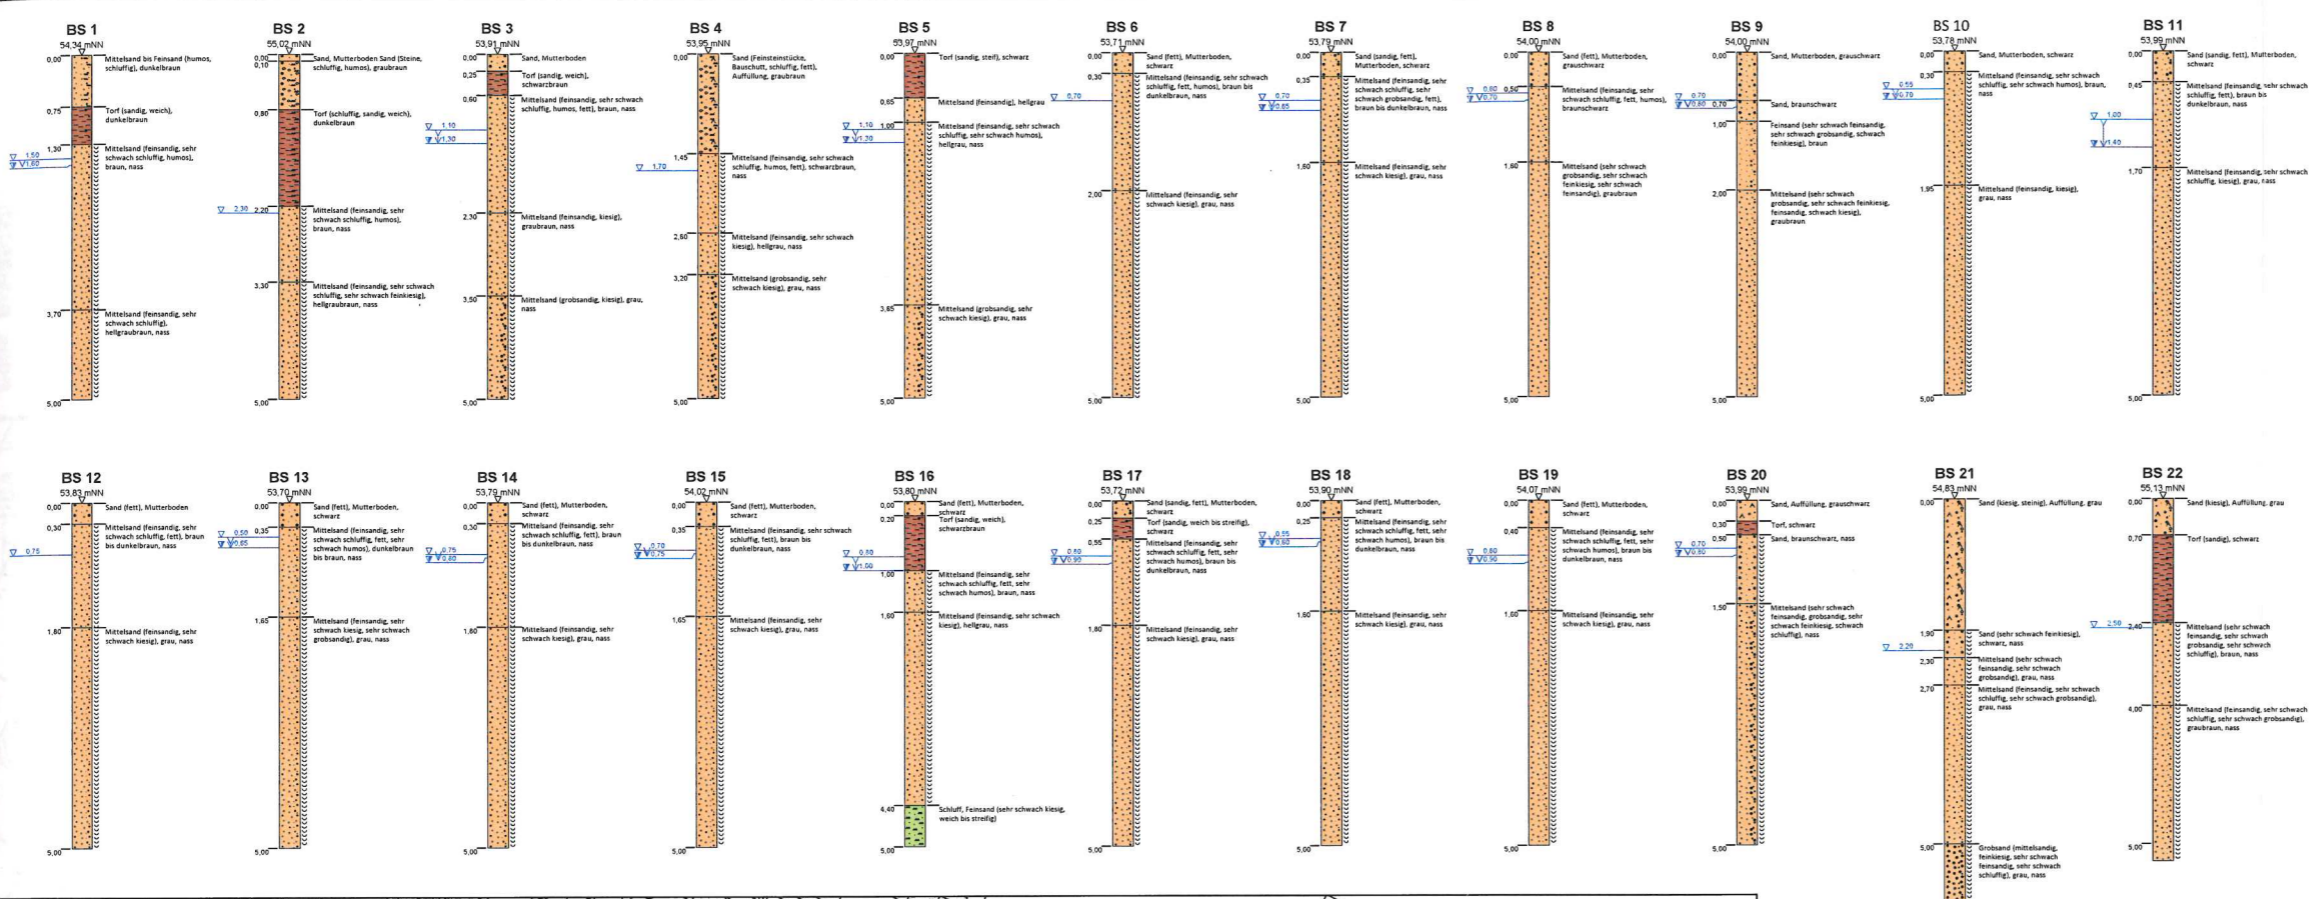 BS 1
54,34 mNN
0,00
Mittelsand bis Feinsand (humos,
schluffig), dunkelbraun
0,75
Torf (sandig, weich),
dunkelbraun
1,30
Mittelsand (feinsandig, sehr
schwach schluffig, humos),
braun, nass
1,50
1,60
3,70
Mittelsand (feinsandig, sehr
schwach schluffig),
hellgraubraun, nass
5,00
BS 2
55,02 mNN
0,00
0,10
Sand, Mutterboden Sand (Steine,
schluffig, humos), graubraun
0,80
Torf (schluffig, sandig, weich),
dunkelbraun
2,30
2,20
Mittelsand (feinsandig, sehr
schwach schluffig, humos),
braun, nass
3,30
Mittelsand (feinsandig, sehr schwach
schluffig, sehr schwach feinkiesig),
hellgraubraun, nass
5,00
BS 3
53,91 mNN
0,00
Sand, Mutterboden
0,25
Torf (sandig, weich),
schwarzbraun
0,60
Mittelsand (feinsandig, sehr schwach
schluffig, humos, fett), braun, nass
1,10
1,30
2,30
Mittelsand (feinsandig, kiesig),
graubraun, nass
3,50
Mittelsand (grobsandig, kiesig), grau,
nass
5,00
BS 4
53,95 mNN
0,00
Sand (Feinsteinstücke,
Bauschutt, schluffig, fett),
Auffüllung, graubraun
1,45
Mittelsand (feinsandig, sehr schwach
schluffig, humos, fett), schwarzbraun,
nass
1,70
2,60
Mittelsand (feinsandig, sehr schwach
kiesig), hellgrau, nass
3,20
Mittelsand (grobsandig, sehr
schwach kiesig), grau, nass
5,00
BS 5
53,97 mNN
0,00
Torf (sandig, steif), schwarz
0,65
Mittelsand (feinsandig), hellgrau
1,10
1,00
Mittelsand (feinsandig, sehr schwach
schluffig, sehr schwach humos),
hellgrau, nass
3,65
Mittelsand (grobsandig, sehr
schwach kiesig), grau, nass
5,00
BS 6
53,71 mNN
0,00
Sand (fett), Mutterboden,
schwarz
0,30
Mittelsand (feinsandig, sehr schwach
schluffig, fett, humos), braun bis
dunkelbraun, nass
0,70
2,00
Mittelsand (feinsandig, sehr
schwach kiesig), grau, nass
5,00
BS 7
53,79 mNN
0,00
Sand (sandig, fett),
Mutterboden, schwarz
0,35
Mittelsand (feinsandig, sehr
schwach schluffig, sehr
schwach grobsandig, fett),
braun bis dunkelbraun, nass
0,70
0,85
1,60
Mittelsand (feinsandig, sehr
schwach kiesig), grau, nass
5,00
BS 8
54,00 mNN
0,00
Sand (fett), Mutterboden,
grauschwarz
0,50
Mittelsand (feinsandig, sehr
schwach schluffig, fett, humos),
braunschwarz
0,70
1,60
Mittelsand (sehr schwach
grobsandig, sehr schwach
feinkiesig, sehr schwach
feinsandig), graubraun
5,00
BS 9
54,00 mNN
0,00
Sand, Mutterboden, grauschwarz
0,70
0,80
0,70
Sand, braunschwarz
1,00
Feinsand (sehr schwach feinsandig,
sehr schwach grobsandig, schwach
feinkiesig), braun
2,00
Mittelsand (sehr schwach
grobsandig, sehr schwach feinkiesig,
feinsandig, schwach kiesig),
graubraun
5,00
BS 10
53,78 mNN
0,00
Sand, Mutterboden, schwarz
0,30
Mittelsand (feinsandig, sehr schwach
schluffig, sehr schwach humos), braun,
nass
0,55
0,70
1,95
Mittelsand (feinsandig, kiesig),
grau, nass
5,00
BS 11
53,99 mNN
0,00
Sand (sandig, fett), Mutterboden,
schwarz
0,45
Mittelsand (feinsandig, sehr schwach
schluffig, fett), braun bis
dunkelbraun, nass
1,00
1,40
1,70
Mittelsand (feinsandig, sehr schwach
schluffig, kiesig), grau, nass
5,00
BS 12
53,83 mNN
0,00
Sand (fett), Mutterboden
0,30
Mittelsand (feinsandig, sehr
schwach schluffig, fett), braun
bis dunkelbraun, nass
0,75
1,80
Mittelsand (feinsandig, sehr
schwach kiesig), grau, nass
5,00
BS 13
53,70 mNN
0,00
Sand (fett), Mutterboden,
schwarz
0,50
0,65
0,35
Mittelsand (feinsandig, sehr
schwach schluffig, fett, sehr
schwach humos), dunkelbraun
bis braun, nass
1,65
Mittelsand (feinsandig, sehr
schwach kiesig, sehr schwach
grobsandig), grau, nass
5,00
BS 14
53,79 mNN
0,00
Sand (fett), Mutterboden,
schwarz
0,30
Mittelsand (feinsandig, sehr
schwach schluffig, fett), braun
bis dunkelbraun, nass
0,75
0,80
1,80
Mittelsand (feinsandig, sehr
schwach kiesig), grau, nass
5,00
BS 15
54,02 mNN
0,00
Sand (fett), Mutterboden,
schwarz
0,35
Mittelsand (feinsandig, sehr schwach
schluffig, fett), braun bis
dunkelbraun, nass
0,70
0,75
1,65
Mittelsand (feinsandig, sehr
schwach kiesig), grau, nass
5,00
BS 16
53,80 mNN
0,00
Sand (fett), Mutterboden,
schwarz
0,20
Torf (sandig, weich),
schwarzbraun
0,80
1,00
1,00
Mittelsand (feinsandig, sehr
schwach schluffig, fett, sehr
schwach humos), braun, nass
1,60
Mittelsand (feinsandig, sehr schwach
kiesig), hellgrau, nass
4,40
Schluff, Feinsand (sehr schwach kiesig,
weich bis streifig)
5,00
BS 17
53,72 mNN
0,00
Sand (sandig, fett), Mutterboden,
schwarz
0,25
Torf (sandig, weich bis streifig),
schwarz
0,55
Mittelsand (feinsandig, sehr
schwach schluffig, fett, sehr
schwach humos), braun bis
dunkelbraun, nass
0,80
0,90
1,80
Mittelsand (feinsandig, sehr
schwach kiesig), grau, nass
5,00
BS 18
53,90 mNN
0,00
Sand (fett), Mutterboden,
schwarz
0,25
Mittelsand (feinsandig, sehr
schwach schluffig, fett, sehr
schwach humos), braun bis
dunkelbraun, nass
0,55
1,60
Mittelsand (feinsandig, sehr
schwach kiesig), grau, nass
5,00
BS 19
54,07 mNN
0,00
Sand (fett), Mutterboden,
schwarz
0,40
Mittelsand (feinsandig, sehr
schwach schluffig, fett, sehr
schwach humos), braun bis
dunkelbraun, nass
0,80
0,90
1,60
Mittelsand (feinsandig, sehr
schwach kiesig), grau, nass
5,00
BS 20
53,99 mNN
0,00
Sand, Auffüllung, grauschwarz
0,30
Torf, schwarz
0,50
Sand, braunschwarz, nass
0,70
0,80
1,50
Mittelsand (sehr schwach
feinsandig, grobsandig, sehr
schwach feinkiesig, schwach
schluffig), nass
5,00
BS 21
54,83 mNN
0,00
Sand (kiesig, steinig), Auffüllung, grau
1,90
Sand (sehr schwach feinkiesig),
schwarz, nass
2,20
2,30
Mittelsand (sehr schwach
feinsandig, sehr schwach
grobsandig), grau, nass
2,70
Mittelsand (feinsandig, sehr schwach
schluffig, sehr schwach grobsandig),
grau, nass
5,00
Grobsand (mittelsandig,
feinkiesig, sehr schwach
feinsandig, sehr schwach
schluffig), grau, nass
BS 22
55,13 mNN
0,00
Sand (kiesig), Auffüllung, grau
0,70
Torf (sandig), schwarz
2,50
2,40
Mittelsand (sehr schwach
feinsandig, sehr schwach
grobsandig, sehr schwach
schluffig), braun, nass
4,00
Mittelsand (feinsandig, sehr schwach
schluffig, sehr schwach grobsandig),
graubraun, nass
5,00